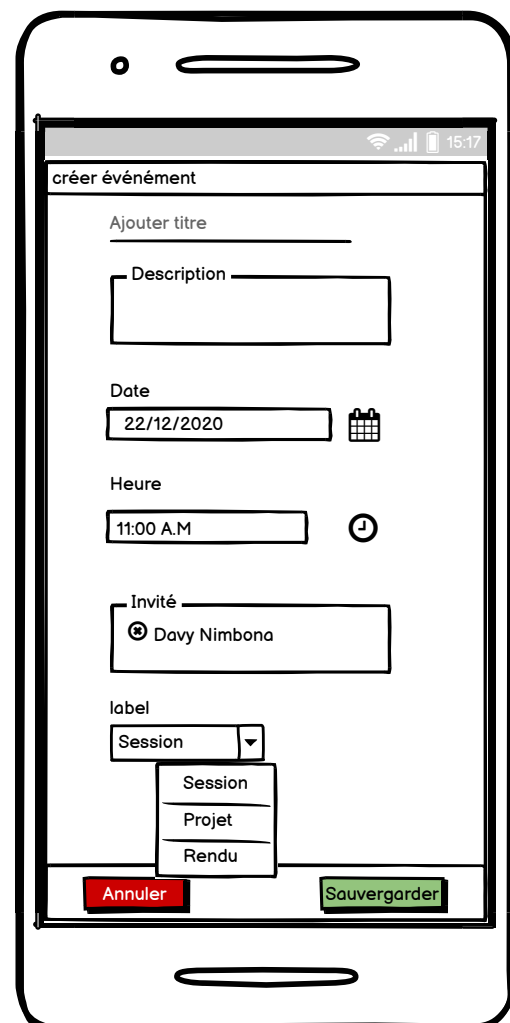 15:17
créer événément
Ajouter titre
Description
Date
22/12/2020
Heure
11:00 A.M
Invité
Davy Nimbona
label
Session
Session
Projet
Rendu
Annuler
Sauvergarder